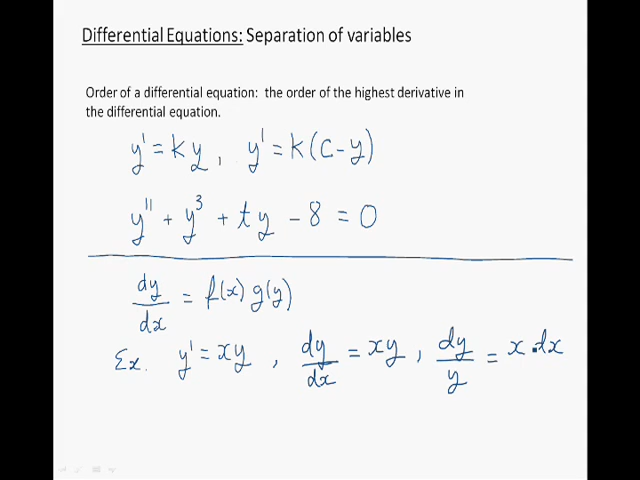 Differential Equations: Separation of variables
Order of a differential equation: the order of the highest derivative in
the differential equation.
y' = ky, y' = k(c-y)
y'' + y³ + ty - 8 = 0
dy/dx = f(x) g(y)
Ex. y' = xy, dy/dx = xy, dy/y = x·dx